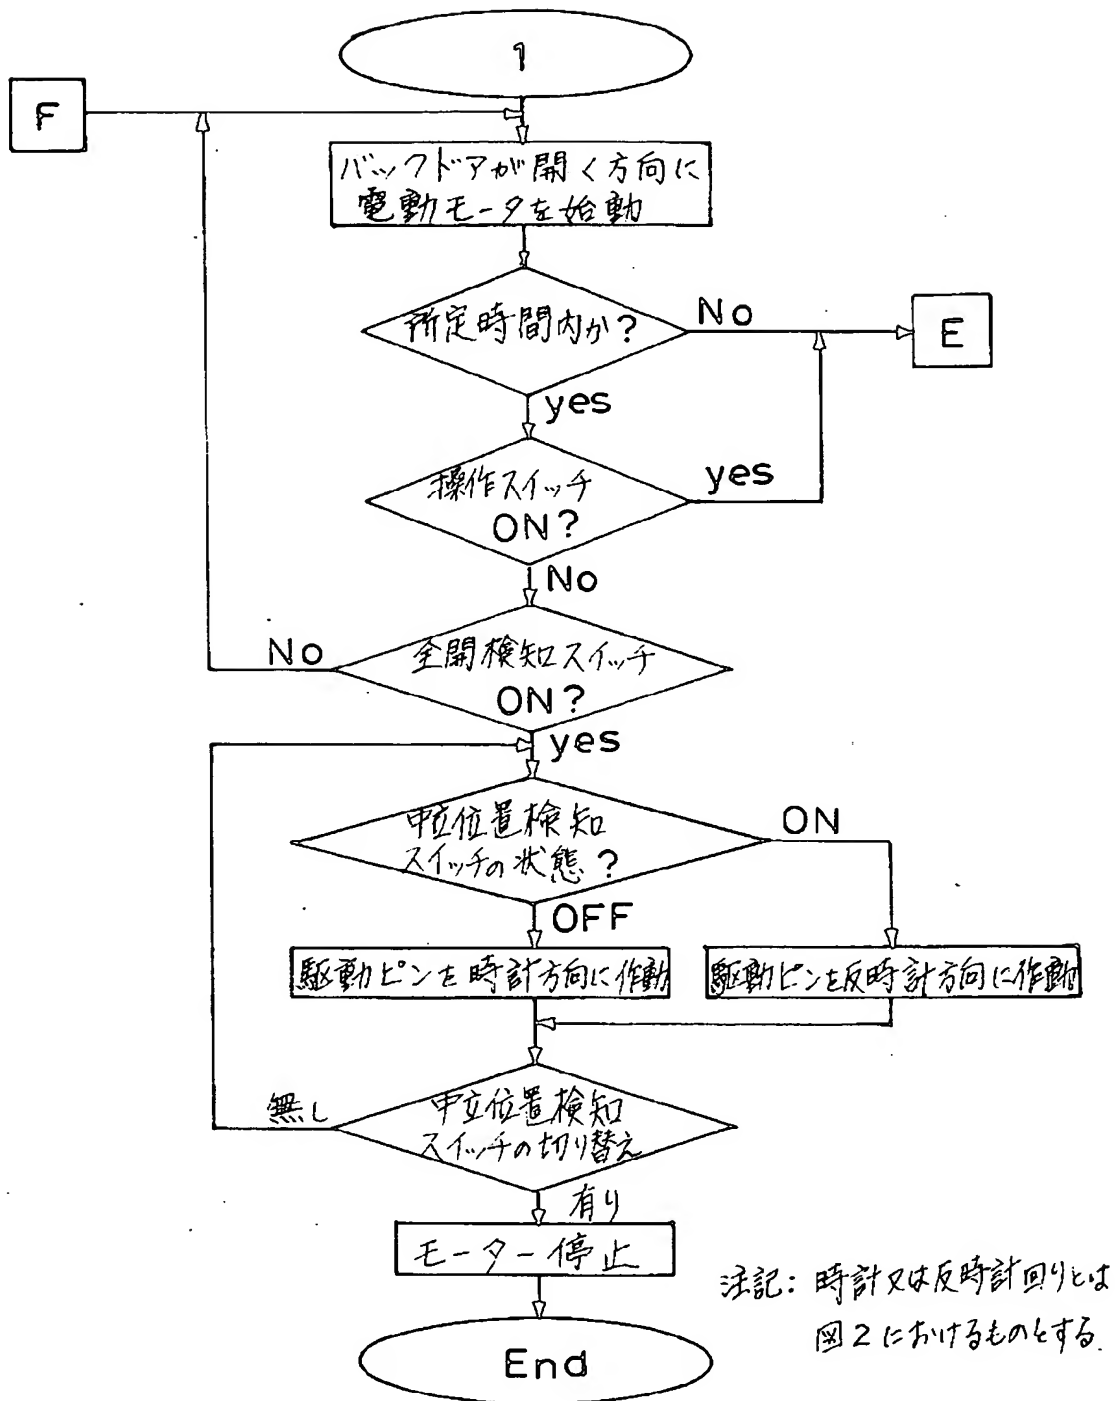 1
F
バックドアが開く方向に
電動モータを始動
所定時間内か?
No
E
yes
操作スイッチ
ON?
yes
No
全開検知スイッチ
ON?
No
yes
中立位置検知
スイッチの状態?
ON
OFF
駆動ピンを時計方向に作動
駆動ピンを反時計方向に作動
中立位置検知
スイッチの切り替え
無し
有り
モーター停止
End
注記: 時計又は反時計回りとは
図2におけるものとする.